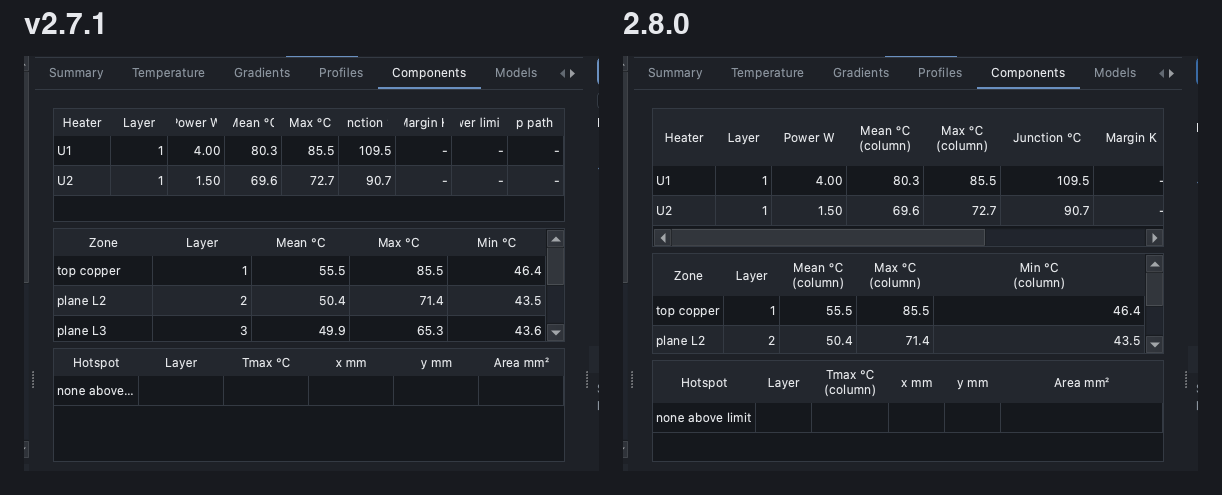 v2.7.1
Summary Temperature Gradients Profiles Components Models
Heater Layer Power W Mean °C Max °C nction Margin K ver limi p path
U1 1 4.00 80.3 85.5 109.5 - - -
U2 1 1.50 69.6 72.7 90.7 - - -
Zone Layer Mean °C Max °C Min °C
top copper 1 55.5 85.5 46.4
plane L2 2 50.4 71.4 43.5
plane L3 3 49.9 65.3 43.6
Hotspot Layer Tmax °C x mm y mm Area mm²
none above...
2.8.0
Summary Temperature Gradients Profiles Components Models
Heater Layer Power W Mean °C (column) Max °C (column) Junction °C Margin K
U1 1 4.00 80.3 85.5 109.5 -
U2 1 1.50 69.6 72.7 90.7 -
Zone Layer Mean °C (column) Max °C (column) Min °C (column)
top copper 1 55.5 85.5 46.4
plane L2 2 50.4 71.4 43.5
Hotspot Layer Tmax °C (column) x mm y mm Area mm²
none above limit